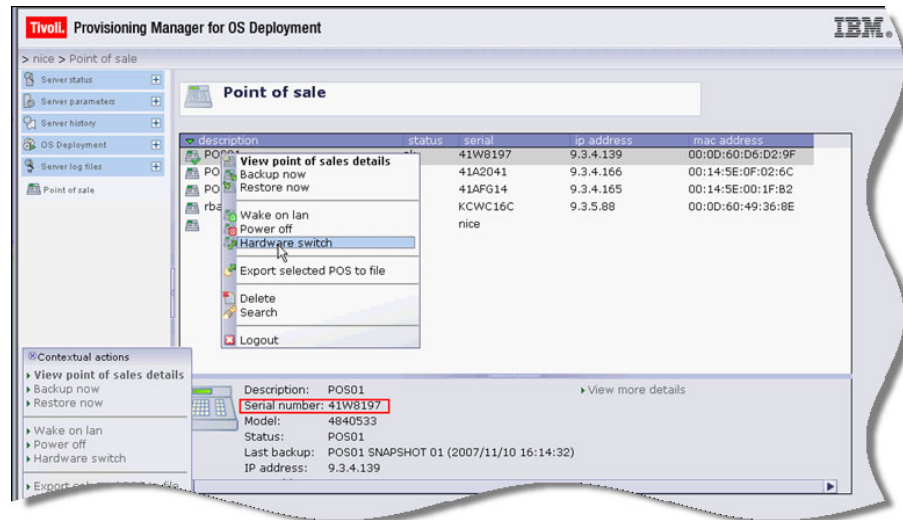 Tivoli. Provisioning Manager for OS Deployment
IBM®
> nice > Point of sale
Server status
Server parameters
Server history
OS Deployment
Server log files
Point of sale
Point of sale
description status serial ip address mac address
41W8197 9.3.4.139 00:0D:60:D6:D2:9F
PO 41A2041 9.3.4.166 00:14:5E:0F:02:6C
PO 41AFG14 9.3.4.165 00:14:5E:00:1F:B2
rba KCWC16C 9.3.5.88 00:0D:60:49:36:8E
nice
View point of sales details
Backup now
Restore now
Wake on lan
Power off
Hardware switch
Export selected POS to file
Delete
Search
Logout
Contextual actions
View point of sales details
Backup now
Restore now
Wake on lan
Power off
Hardware switch
Export
Description: POS01
Serial number: 41W8197
Model: 4840533
Status: POS01
Last backup: POS01 SNAPSHOT 01 (2007/11/10 16:14:32)
IP address: 9.3.4.139
View more details